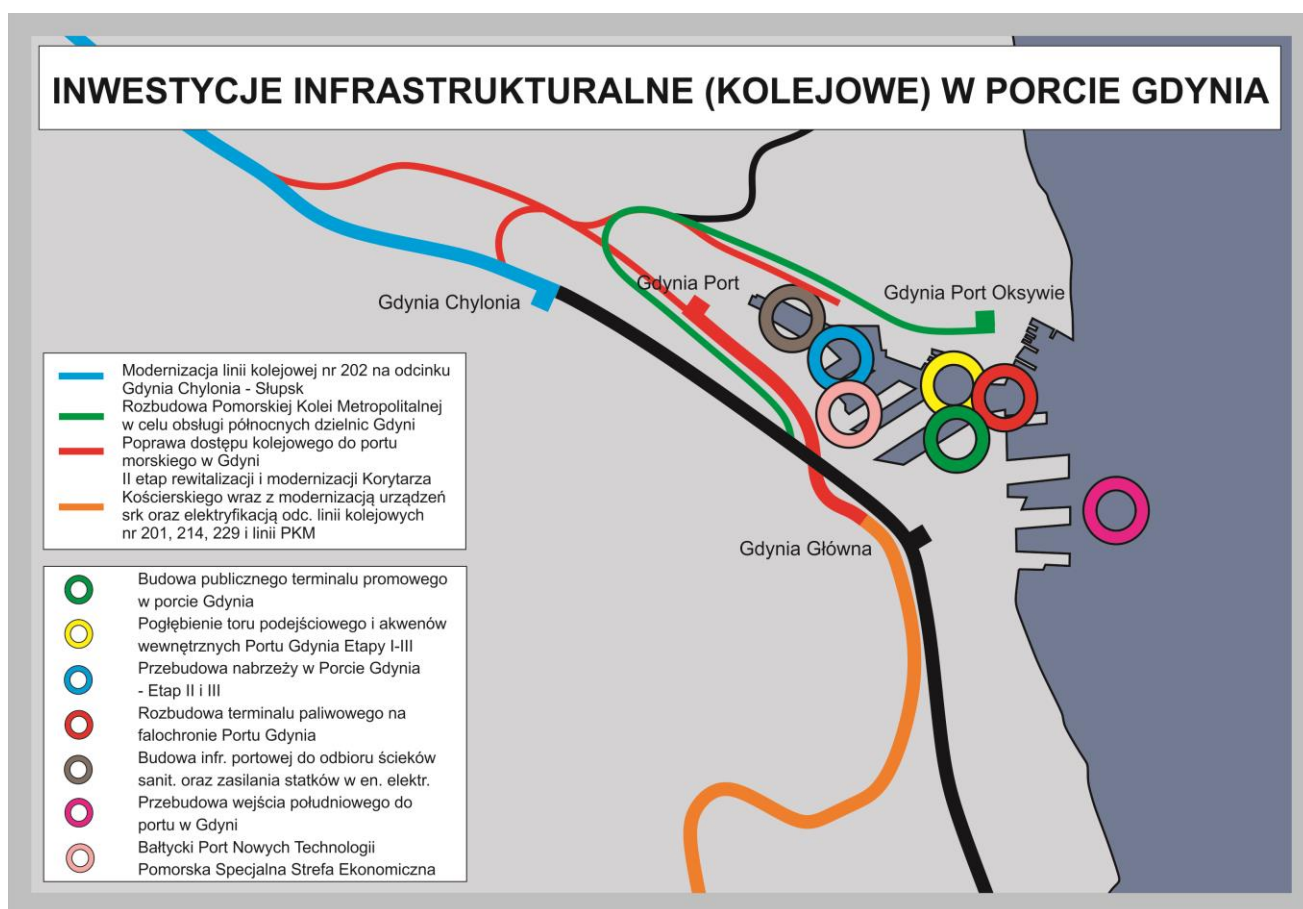 INWESTYCJE INFRASTRUKTURALNE (KOLEJOWE) W PORCIE GDYNIA
Gdynia Chylonia
Gdynia Port
Gdynia Port Oksywie
Gdynia Główna
Modernizacja linii kolejowej nr 202 na odcinku
Gdynia Chylonia - Słupsk
Rozbudowa Pomorskiej Kolei Metropolitalnej
w celu obsługi północnych dzielnic Gdyni
Poprawa dostępu kolejowego do portu
morskiego w Gdyni
II etap rewitalizacji i modernizacji Korytarza
Kościerskiego wraz z modernizacją urządzeń
srk oraz elektryfikacją odc. linii kolejowych
nr 201, 214, 229 i linii PKM
Budowa publicznego terminalu promowego
w porcie Gdynia
Pogłębienie toru podejściowego i akwenów
wewnętrznych Portu Gdynia Etapy I-III
Przebudowa nabrzeży w Porcie Gdynia
- Etap II i III
Rozbudowa terminalu paliwowego na
falochronie Portu Gdynia
Budowa infr. portowej do odbioru ścieków
sanit. oraz zasilania statków w en. elektr.
Przebudowa wejścia południowego do
portu w Gdyni
Bałtycki Port Nowych Technologii
Pomorska Specjalna Strefa Ekonomiczna